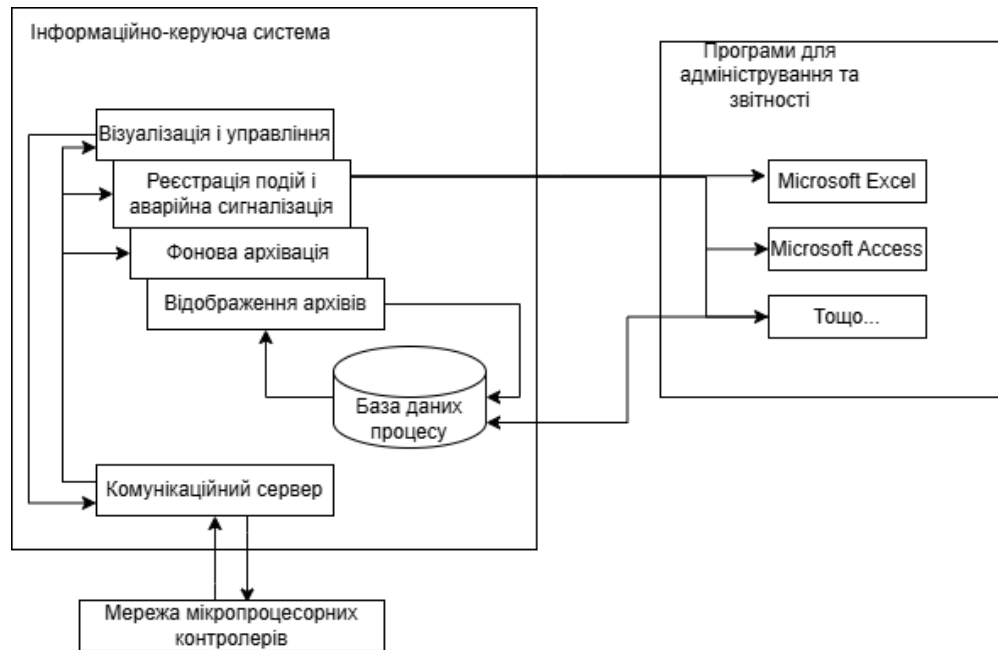 Інформаційно-керуюча система
Програми для
адміністрування та
звітності
Візуалізація і управління
Реєстрація подій і
аварійна сигналізація
Microsoft Excel
Фонова архівація
Microsoft Access
Відображення архівів
Тощо...
База даних
процесу
Комунікаційний сервер
Мережа мікропроцесорних
контролерів